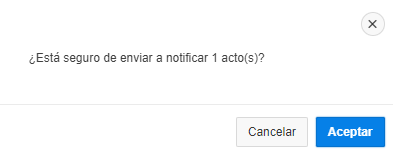 ¿Está seguro de enviar a notificar 1 acto(s)?
Cancelar
Aceptar